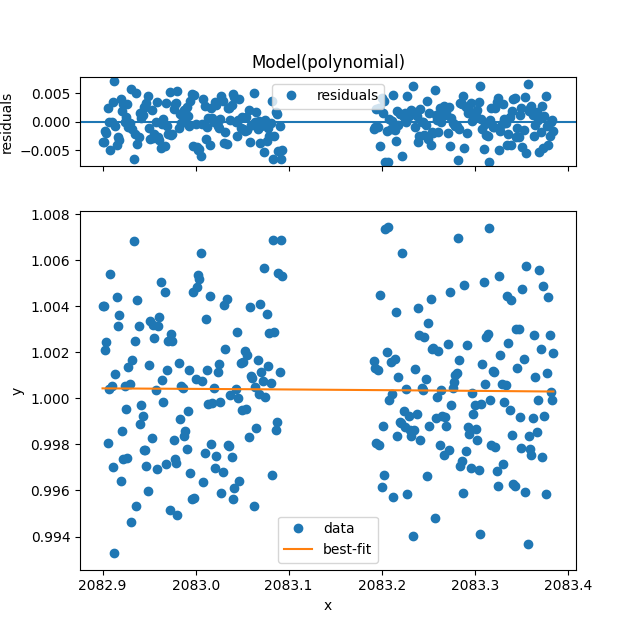 Model(polynomial)
residuals
0.005
0.000
−0.005
residuals
y
1.008
1.006
1.004
1.002
1.000
0.998
0.996
0.994
data
best-fit
2082.9 2083.0 2083.1 2083.2 2083.3 2083.4
x